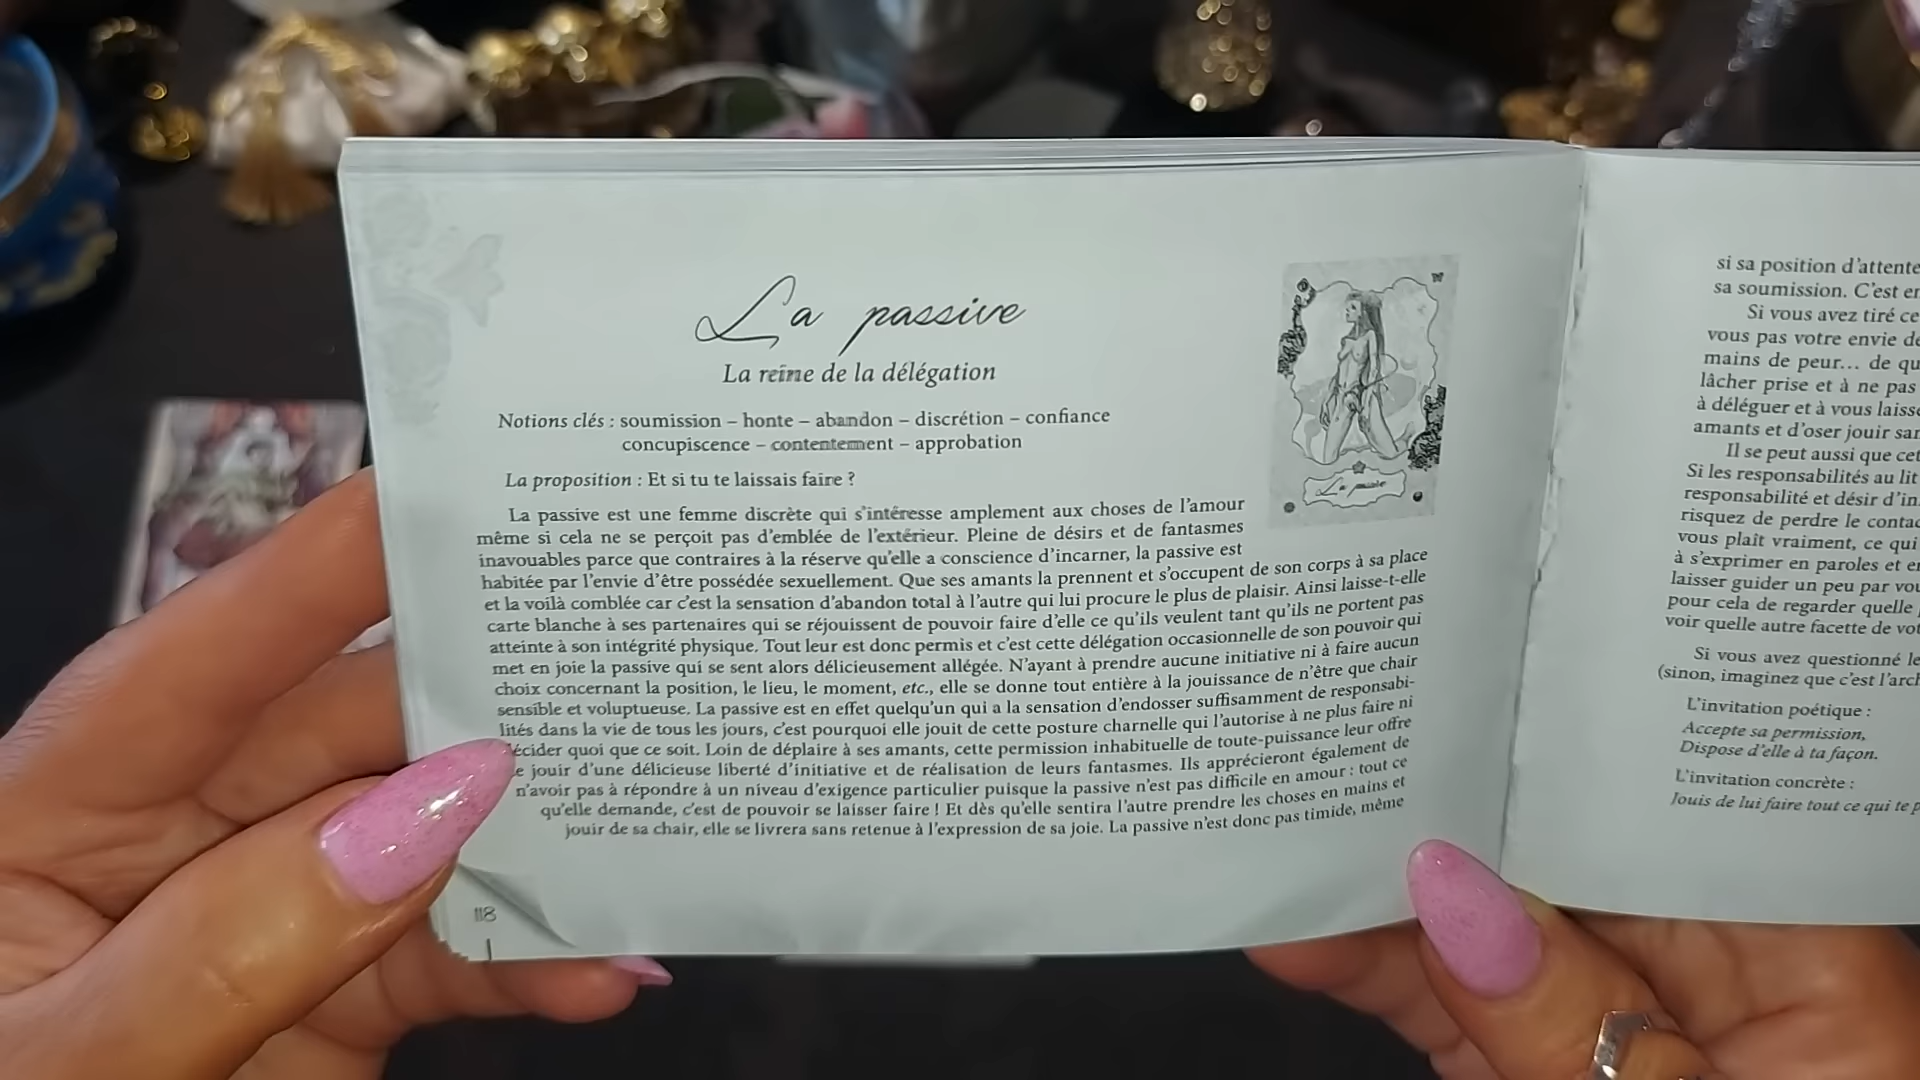 La passive
La reine de la délégation
Notions clés : soumission – honte – abandon – discrétion – confiance
concupiscence – contentement – approbation
La proposition : Et si tu te laissais faire ?
La passive est une femme discrète qui s'intéresse amplement aux choses de l'amour
même si cela ne se perçoit pas d'emblée de l'extérieur. Pleine de désirs et de fantasmes
inavouables parce que contraires à la réserve qu'elle a conscience d'incarner, la passive est
habitée par l'envie d'être possédée sexuellement. Que ses amants la prennent et s'occupent de son corps à sa place
et la voilà comblée car c'est la sensation d'abandon total à l'autre qui lui procure le plus de plaisir. Ainsi laisse-t-elle
carte blanche à ses partenaires qui se réjouissent de pouvoir faire d'elle ce qu'ils veulent tant qu'ils ne portent pas
atteinte à son intégrité physique. Tout leur est donc permis et c'est cette délégation occasionnelle de son pouvoir qui
met en joie la passive qui se sent alors délicieusement allégée. N'ayant à prendre aucune initiative ni à faire aucun
choix concernant la position, le lieu, le moment, etc., elle se donne tout entière à la jouissance de n'être que chair
sensible et voluptueuse. La passive est en effet quelqu'un qui a la sensation d'endosser suffisamment de responsabi-
lités dans la vie de tous les jours, c'est pourquoi elle jouit de cette posture charnelle qui l'autorise à ne plus faire ni
écider quoi que ce soit. Loin de déplaire à ses amants, cette permission inhabituelle de toute-puissance leur offre
e jouir d'une délicieuse liberté d'initiative et de réalisation de leurs fantasmes. Ils apprécieront également de
n'avoir pas à répondre à un niveau d'exigence particulier puisque la passive n'est pas difficile en amour : tout ce
qu'elle demande, c'est de pouvoir se laisser faire ! Et dès qu'elle sentira l'autre prendre les choses en mains et
jouir de sa chair, elle se livrera sans retenue à l'expression de sa joie. La passive n'est donc pas timide, même
118
La passive
si sa position d'attente
sa soumission. C'est
Si vous avez tiré ce
vous pas votre envie de
mains de peur... de qu
lâcher prise et à ne pas
à déléguer et à vous laiss
amants et d'oser jouir san
Il se peut aussi que cet
Si les responsabilités au lit
responsabilité et désir d'in
risquez de perdre le contac
vous plaît vraiment, ce qui
à s'exprimer en paroles et
laisser guider un peu par vo
pour cela de regarder quelle
voir quelle autre facette de vo
Si vous avez questionné le
(sinon, imaginez que c'est l'arc
L'invitation poétique :
Accepte sa permission,
Dispose d'elle à ta façon.
L'invitation concrète :
Jouis de lui faire tout ce qui te p